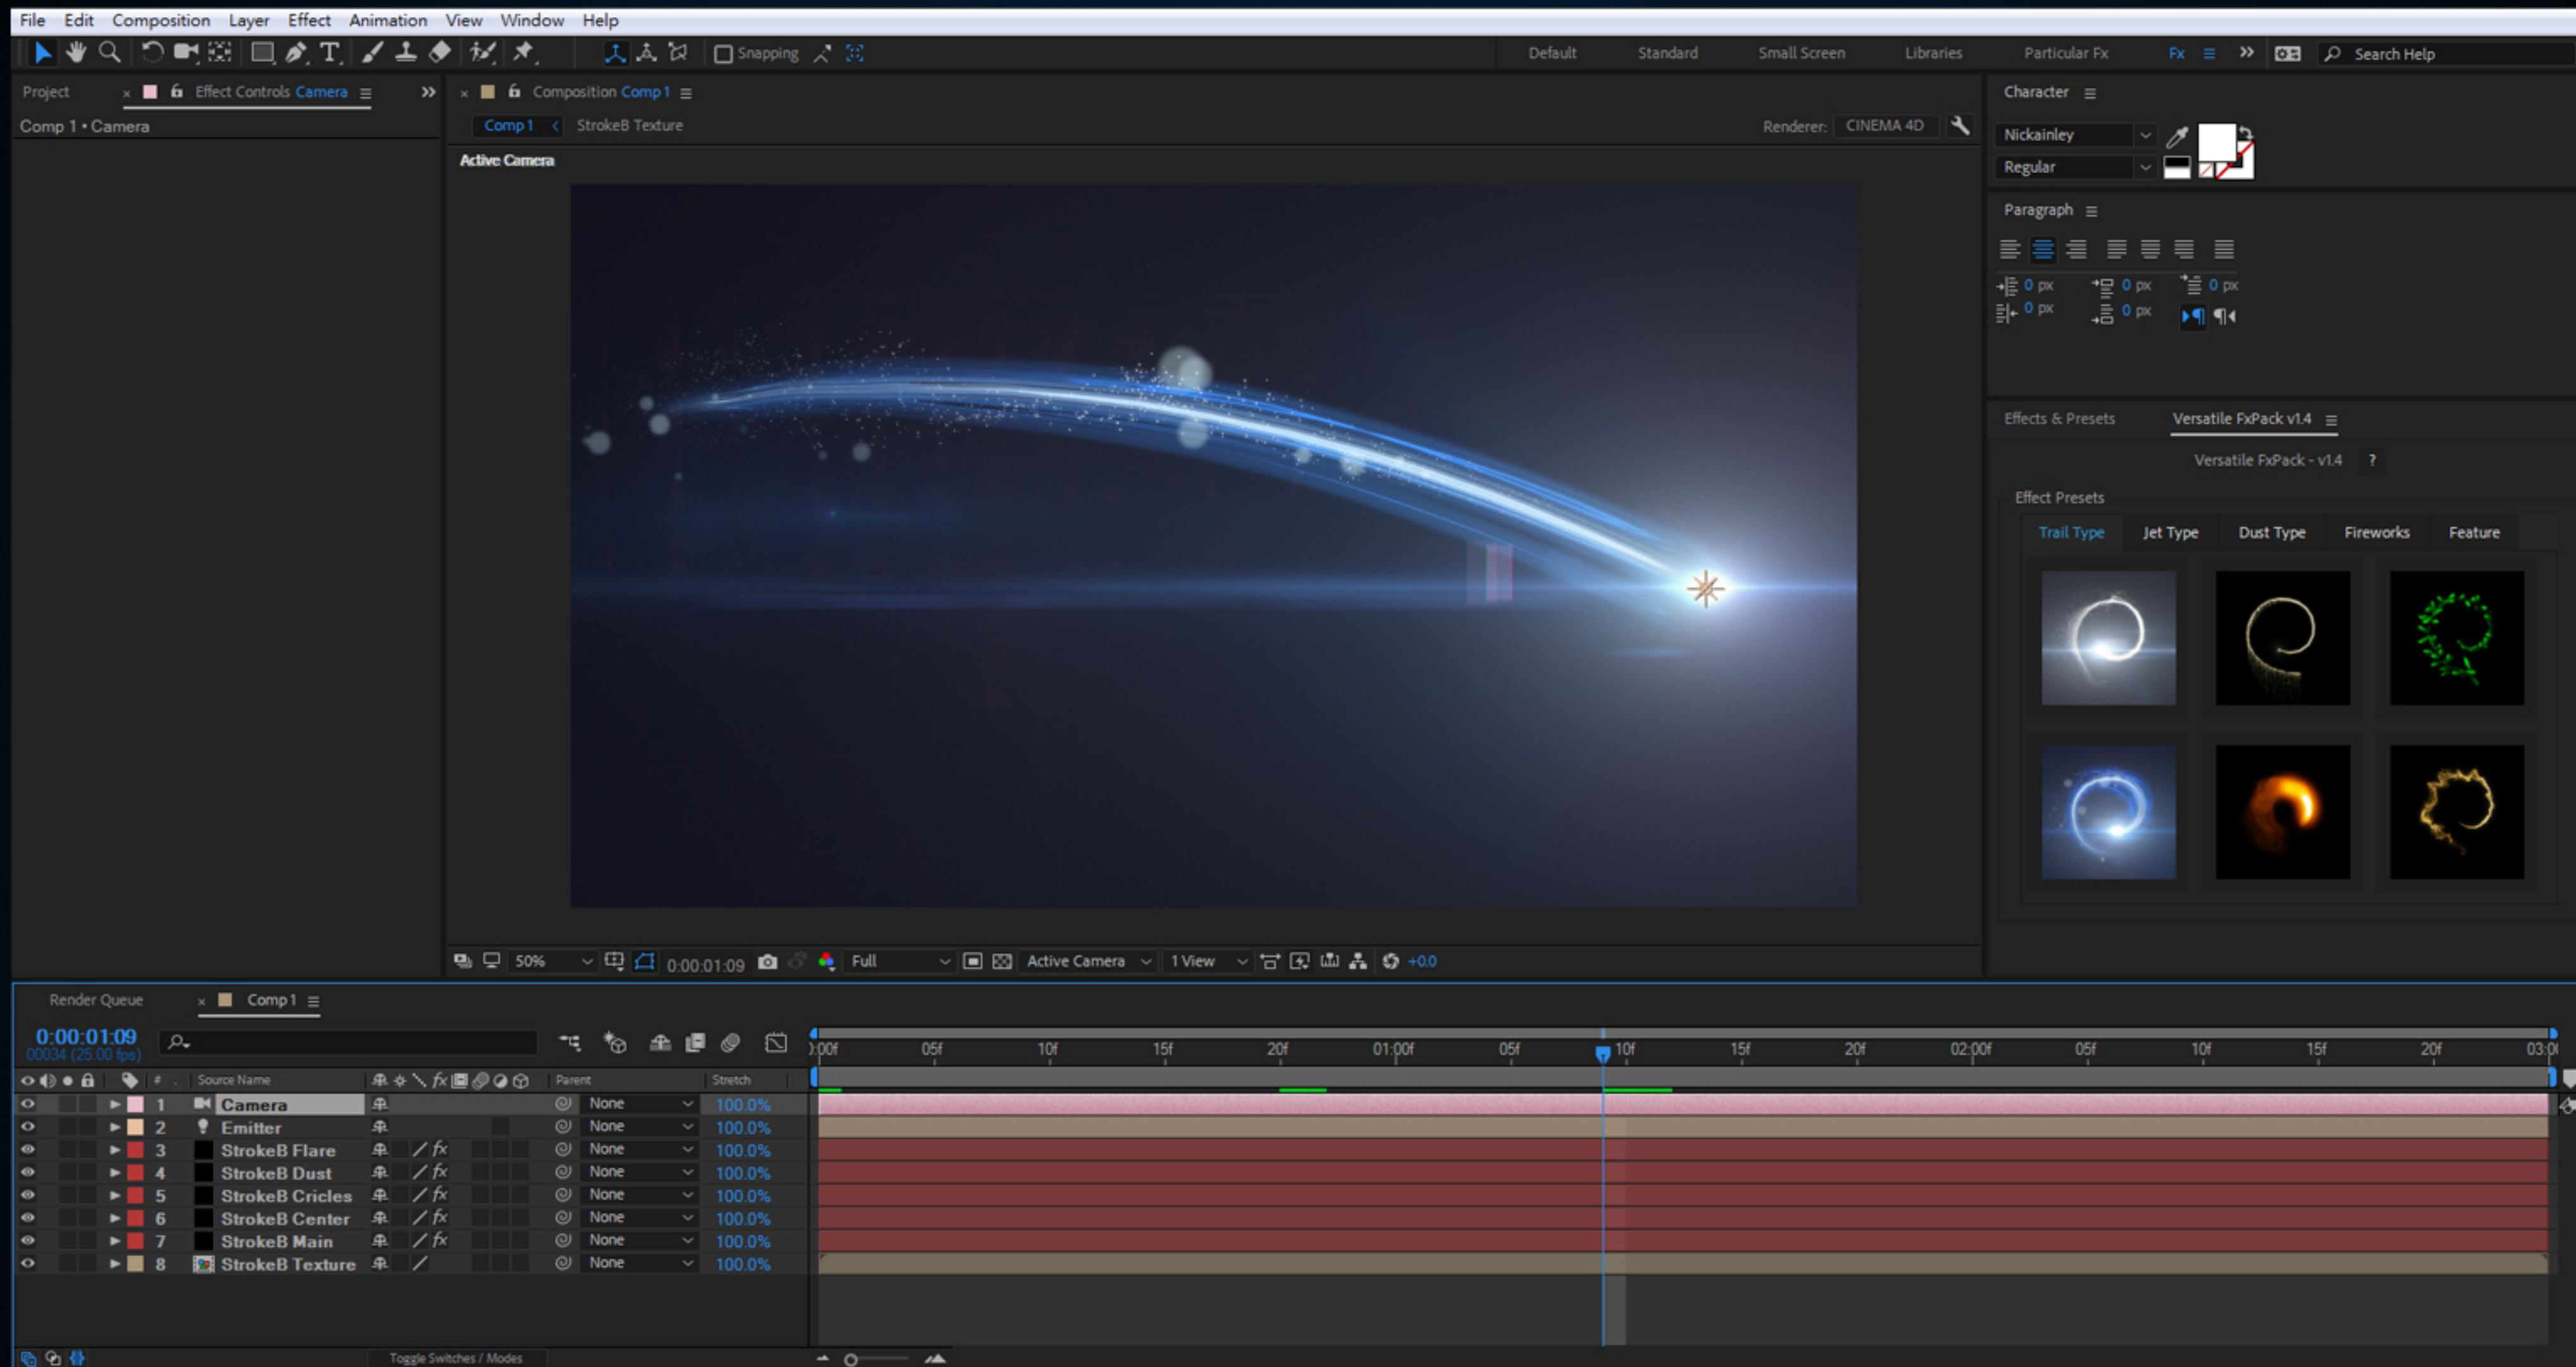 File Edit Composition Layer Effect Animation View Window Help
Snapping Default Standard Small Screen Libraries Particular Fx Fx Search Help
Project Effect Controls Camera
Comp 1 • Camera
Composition Comp 1
Comp 1 StrokeB Texture
Renderer: CINEMA 4D
Active Camera
Character
Nickainley
Regular
Paragraph
0 px 0 px 0 px
0 px 0 px
Effects & Presets Versatile FxPack v1.4
Versatile FxPack - v1.4 ?
Effect Presets
Trail Type Jet Type Dust Type Fireworks Feature
50% 0:00:01:09 Full Active Camera 1 View +0.0
Render Queue Comp 1
0:00:01:09
00034 (25.00 fps)
):00f 05f 10f 15f 20f 01:00f 05f 10f 15f 20f 02:00f 05f 10f 15f 20f 03:0
# . Source Name fx Parent Stretch
1 Camera None 100.0%
2 Emitter None 100.0%
3 StrokeB Flare fx None 100.0%
4 StrokeB Dust fx None 100.0%
5 StrokeB Cricles fx None 100.0%
6 StrokeB Center fx None 100.0%
7 StrokeB Main fx None 100.0%
8 StrokeB Texture None 100.0%
Toggle Switches / Modes